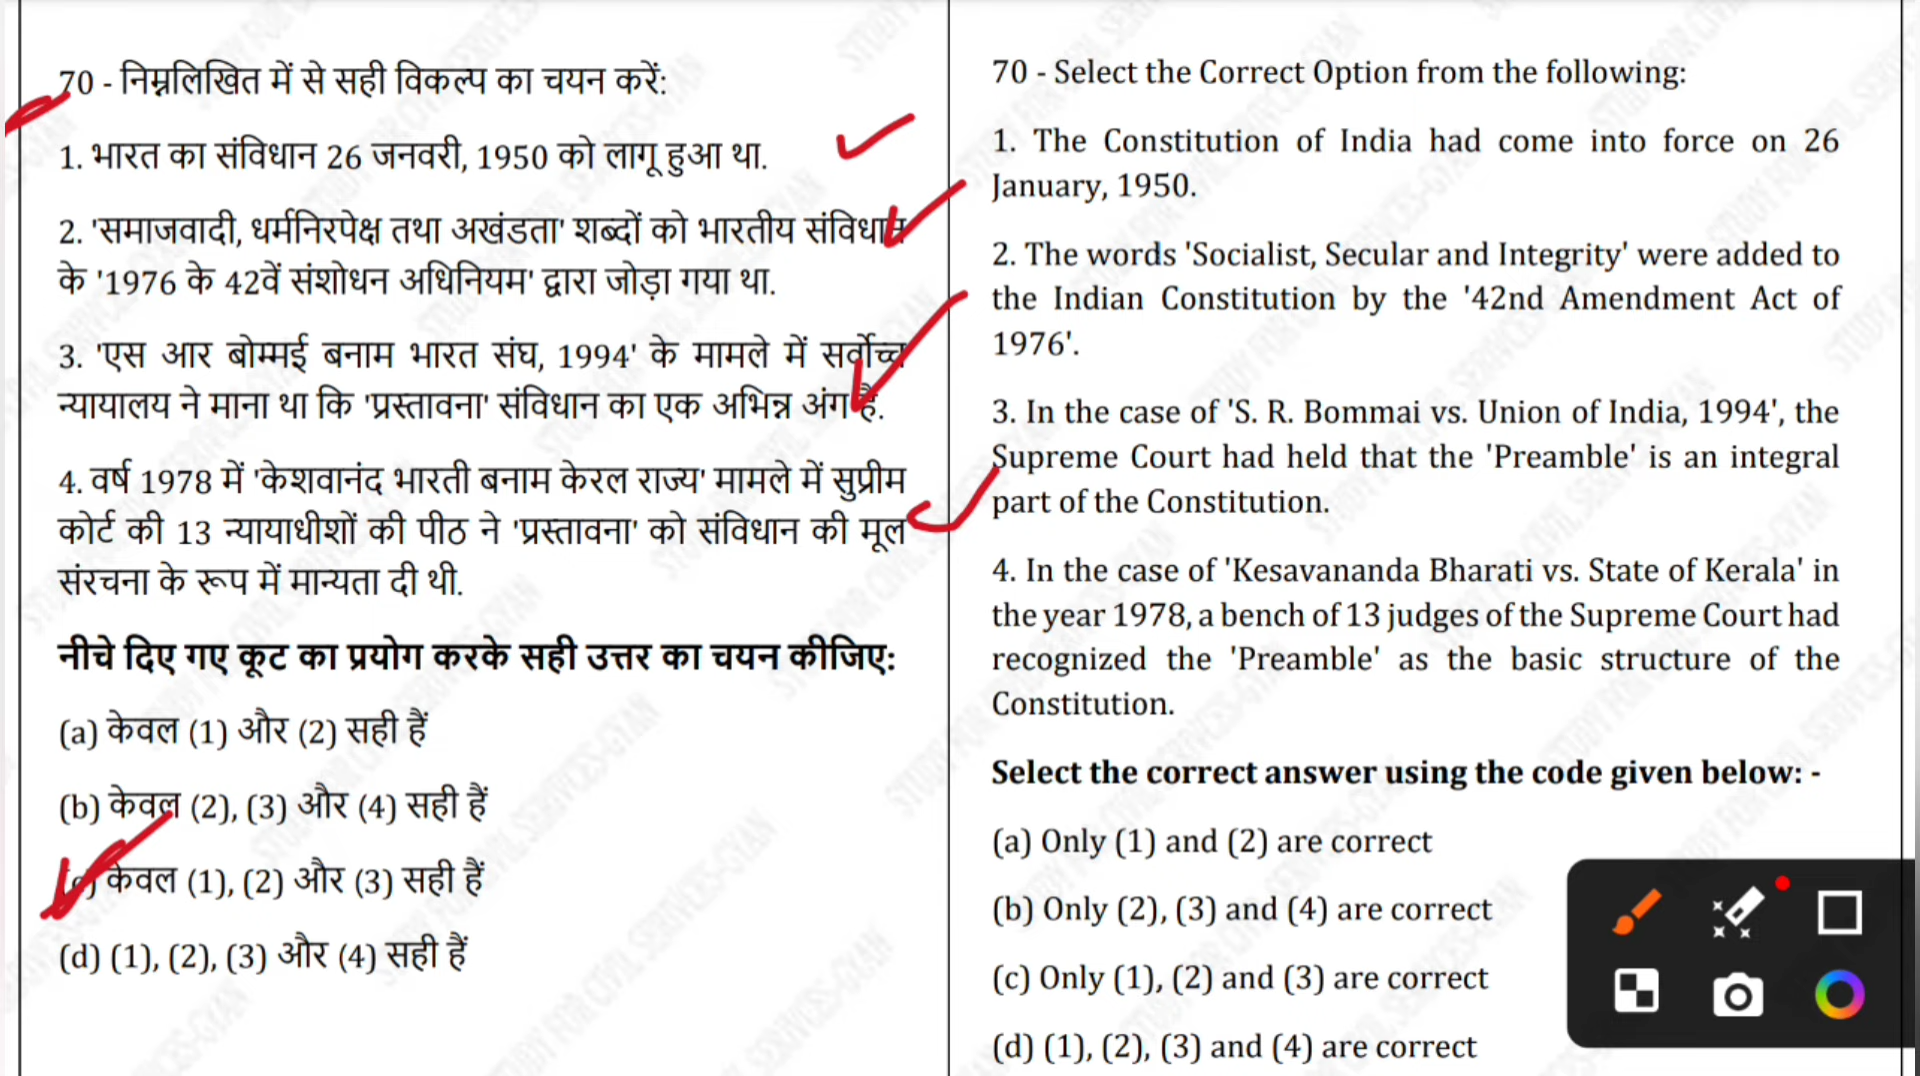 70 - निम्नलिखित में से सही विकल्प का चयन करें:
1. भारत का संविधान 26 जनवरी, 1950 को लागू हुआ था.
2. 'समाजवादी, धर्मनिरपेक्ष तथा अखंडता' शब्दों को भारतीय संविधान
के '1976 के 42वें संशोधन अधिनियम' द्वारा जोड़ा गया था.
3. 'एस आर बोम्मई बनाम भारत संघ, 1994' के मामले में सर्वोच्च
न्यायालय ने माना था कि 'प्रस्तावना' संविधान का एक अभिन्न अंग है.
4. वर्ष 1978 में 'केशवानंद भारती बनाम केरल राज्य' मामले में सुप्रीम
कोर्ट की 13 न्यायाधीशों की पीठ ने 'प्रस्तावना' को संविधान की मूल
संरचना के रूप में मान्यता दी थी.
नीचे दिए गए कूट का प्रयोग करके सही उत्तर का चयन कीजिए:
(a) केवल (1) और (2) सही हैं
(b) केवल (2), (3) और (4) सही हैं
(c) केवल (1), (2) और (3) सही हैं
(d) (1), (2), (3) और (4) सही हैं
70 - Select the Correct Option from the following:
1. The Constitution of India had come into force on 26
January, 1950.
2. The words 'Socialist, Secular and Integrity' were added to
the Indian Constitution by the '42nd Amendment Act of
1976'.
3. In the case of 'S. R. Bommai vs. Union of India, 1994', the
Supreme Court had held that the 'Preamble' is an integral
part of the Constitution.
4. In the case of 'Kesavananda Bharati vs. State of Kerala' in
the year 1978, a bench of 13 judges of the Supreme Court had
recognized the 'Preamble' as the basic structure of the
Constitution.
Select the correct answer using the code given below: -
(a) Only (1) and (2) are correct
(b) Only (2), (3) and (4) are correct
(c) Only (1), (2) and (3) are correct
(d) (1), (2), (3) and (4) are correct
STUDY FOR CIVIL SERVICES-GYAN